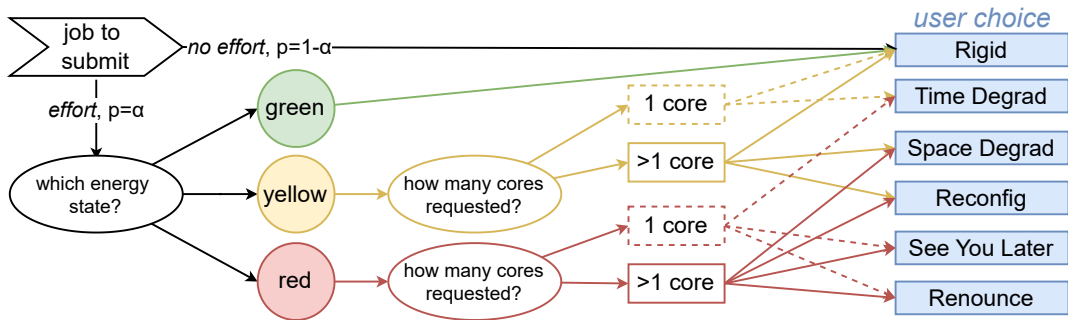 user choice
job to
submit
no effort, p=1-α
Rigid
effort, p=α
green
1 core
Time Degrad
which energy
state?
yellow
how many cores
requested?
>1 core
Space Degrad
Reconfig
1 core
See You Later
red
how many cores
requested?
>1 core
Renounce